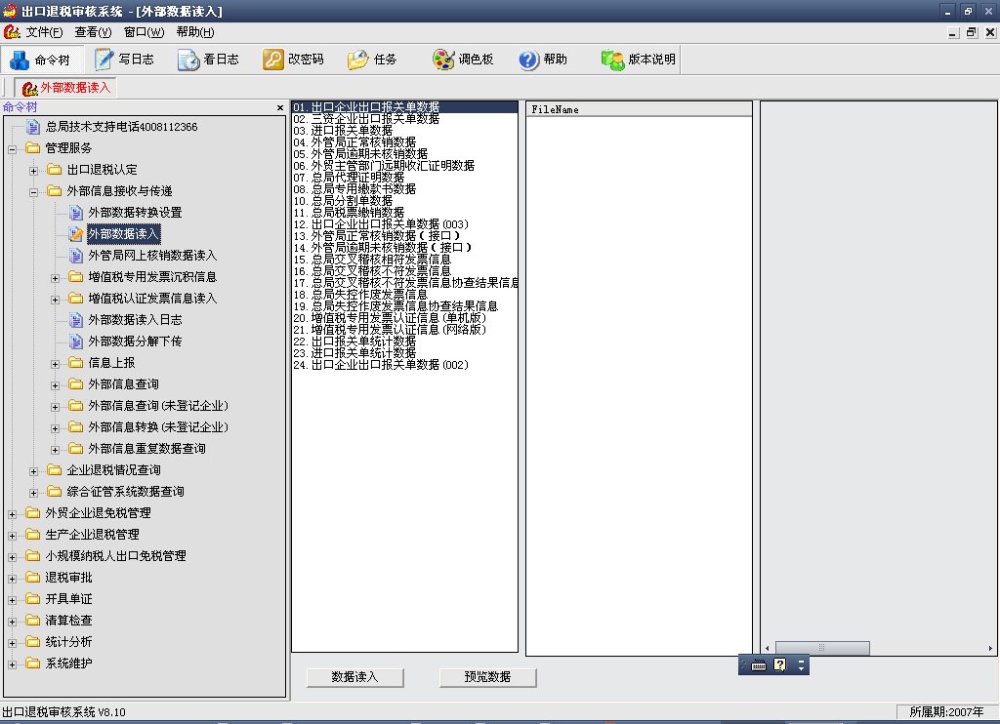 出口退税审核系统 - [外部数据读入]
文件(F) 查看(V) 窗口(W) 帮助(H)
命令树 写日志 看日志 改密码 任务 调色板 帮助 版本说明
外部数据读入
命令树
总局技术支持电话4008112366
管理服务
出口退税认定
外部信息接收与传递
外部数据转换设置
外部数据读入
外管局网上核销数据读入
增值税专用发票沉积信息
增值税认证发票信息读入
外部数据读入日志
外部数据分解下传
信息上报
外部信息查询
外部信息查询(未登记企业)
外部信息转换(未登记企业)
外部信息重复数据查询
企业退税情况查询
综合征管系统数据查询
外贸企业退免税管理
生产企业退税管理
小规模纳税人出口免税管理
退税审批
开具单证
清算检查
统计分析
系统维护
01. 出口企业出口报关单数据
02. 三资企业出口报关单数据
03. 进口报关单数据
04. 外管局正常核销数据
05. 外管局逾期未核销数据
06. 外贸主管部门远期收汇证明数据
07. 总局代理证明数据
08. 总局专用缴款书数据
10. 总局分割单数据
11. 总局税票缴销数据
12. 出口企业出口报关单数据(003)
13. 外管局正常核销数据(接口)
14. 外管局逾期未核销数据(接口)
15. 总局交叉稽核相符发票信息
16. 总局交叉稽核不符发票信息
17. 总局交叉稽核不符发票信息协查结果信息
18. 总局失控作废发票信息
19. 总局失控作废发票信息协查结果信息
20. 增值税专用发票认证信息(单机版)
21. 增值税专用发票认证信息(网络版)
22. 出口报关单统计数据
23. 进口报关单统计数据
24. 出口企业出口报关单数据(002)
FileName
数据读入
预览数据
出口退税审核系统 V8.10
所属期:2007年